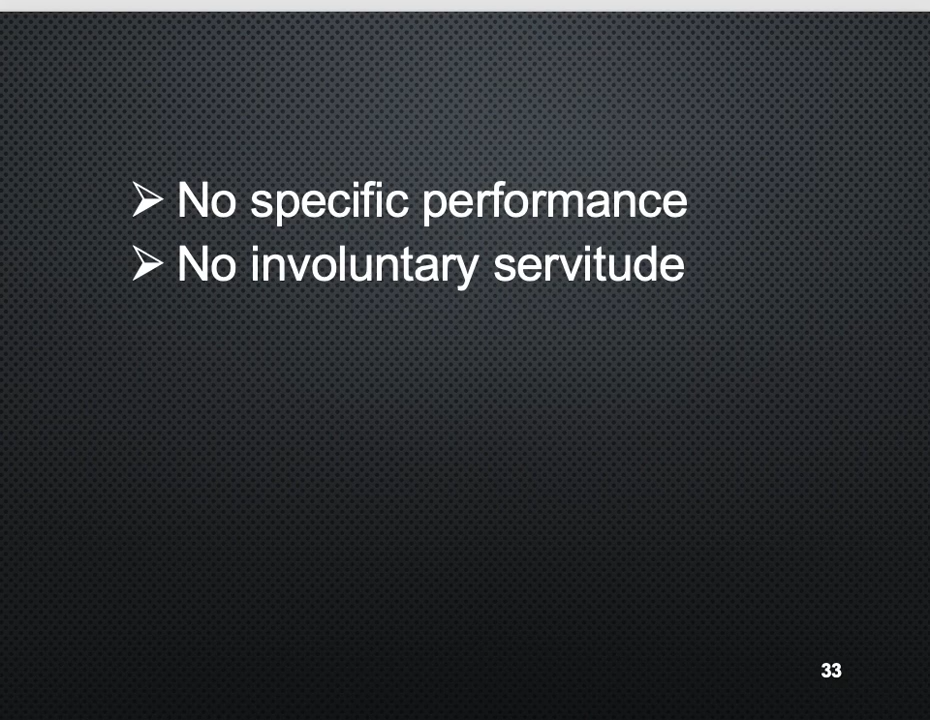 ➢ No specific performance
➢ No involuntary servitude
33